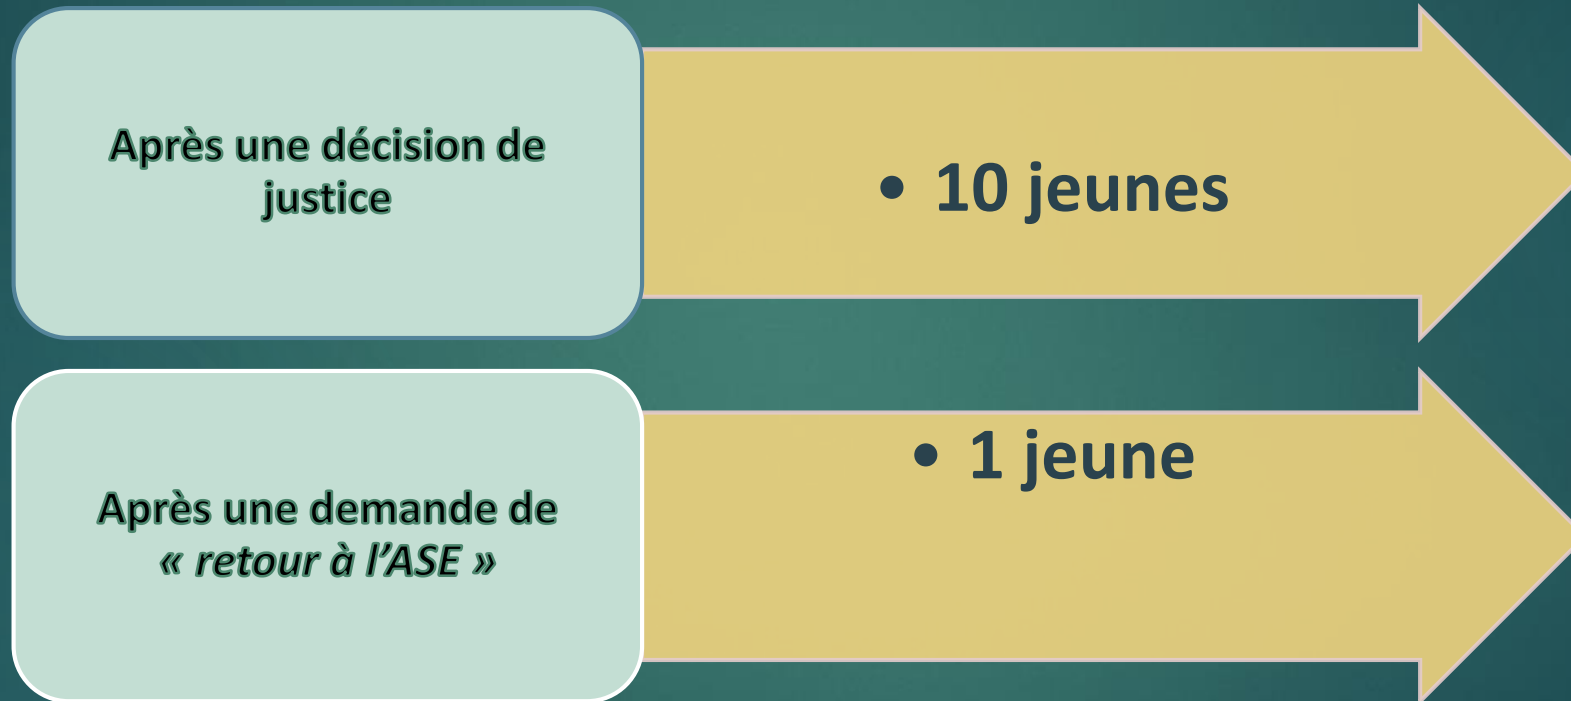 Après une décision de
justice
• 10 jeunes
Après une demande de
« retour à l’ASE »
• 1 jeune